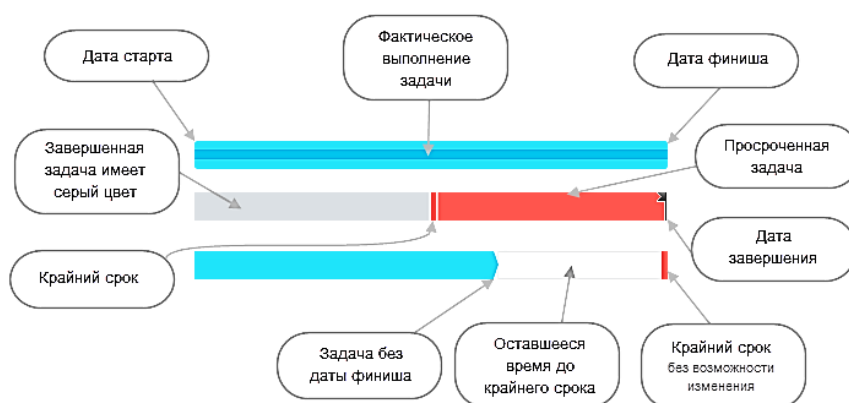 Дата старта
Фактическое
выполнение
задачи
Дата финиша
Завершенная
задача имеет
серый цвет
Просроченная
задача
Крайний срок
Дата
завершения
Задача без
даты финиша
Оставшееся
время до
крайнего срока
Крайний срок
без возможности
изменения